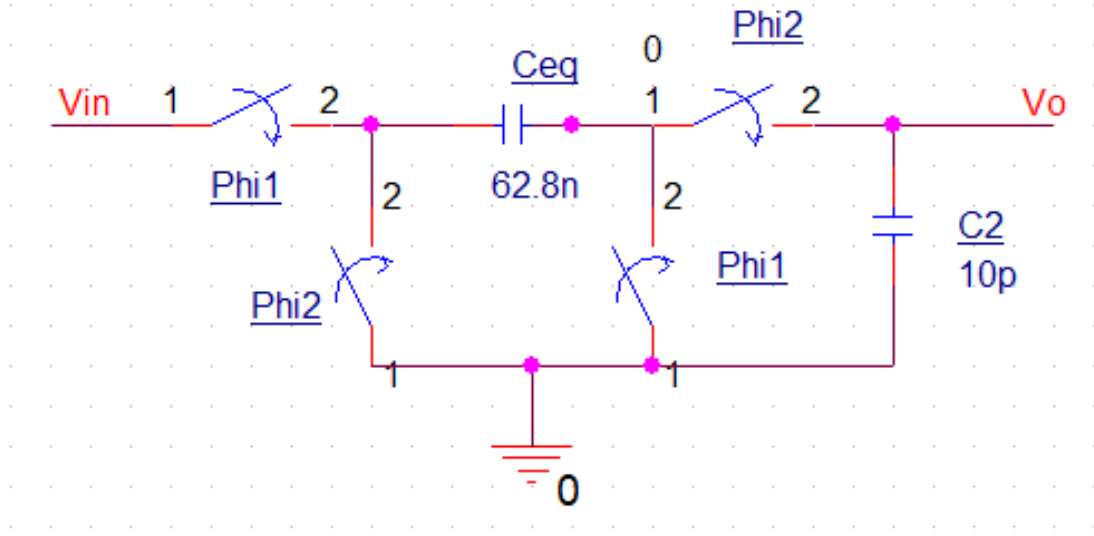 Phi2
0
Ceq
Vin 1 2 1 2 Vo
Phi1 62.8n
2 2
C2
Phi1
10p
Phi2
1 1
0